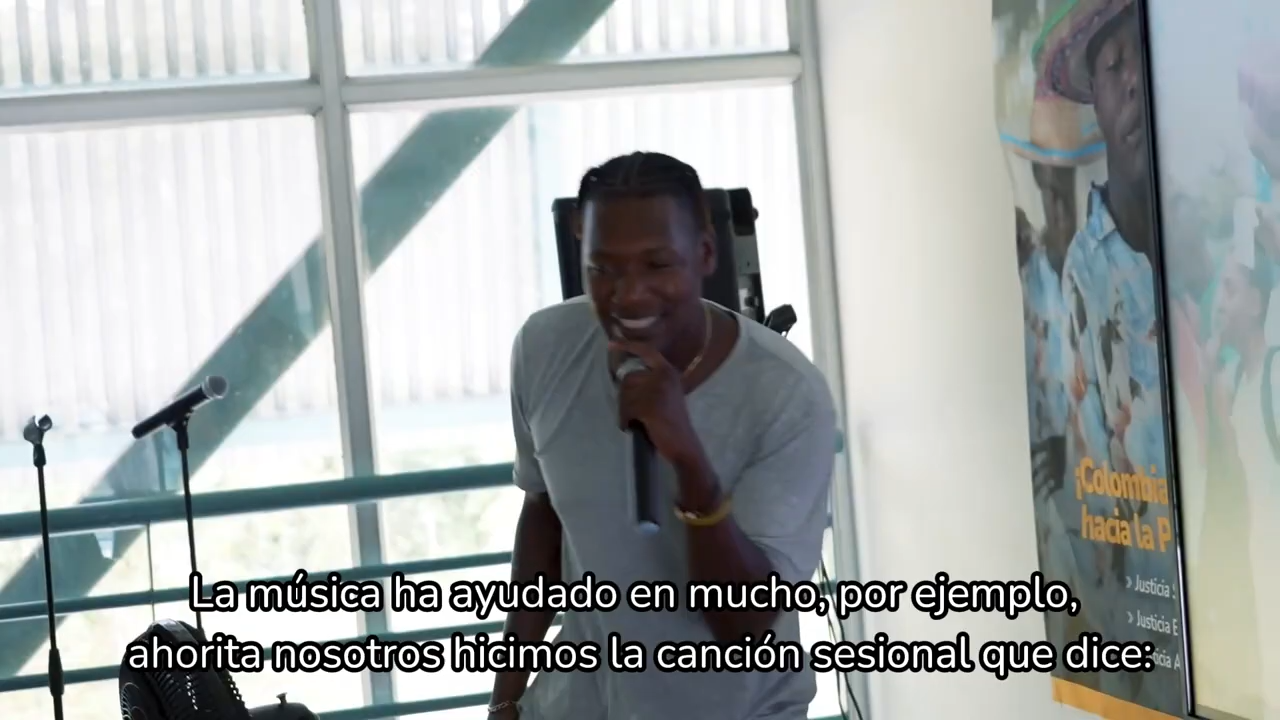 ¡Colombia
hacia la P
» Justicia
» Justicia E
La música ha ayudado en mucho, por ejemplo,
ahorita nosotros hicimos la canción sesional que dice: